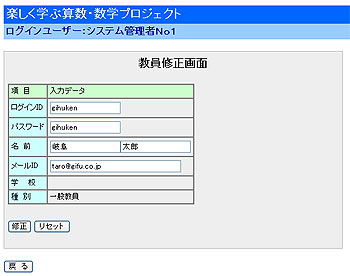 楽しく学ぶ算数・数学プロジェクト
ログインユーザー:システム管理者No1
教員修正画面
項 目 入力データ
ログインID gihuken
パスワード gihuken
名 前 岐阜 太郎
メールID taro@gifu.co.jp
学 校
種 別 一般教員
修正 リセット
戻 る